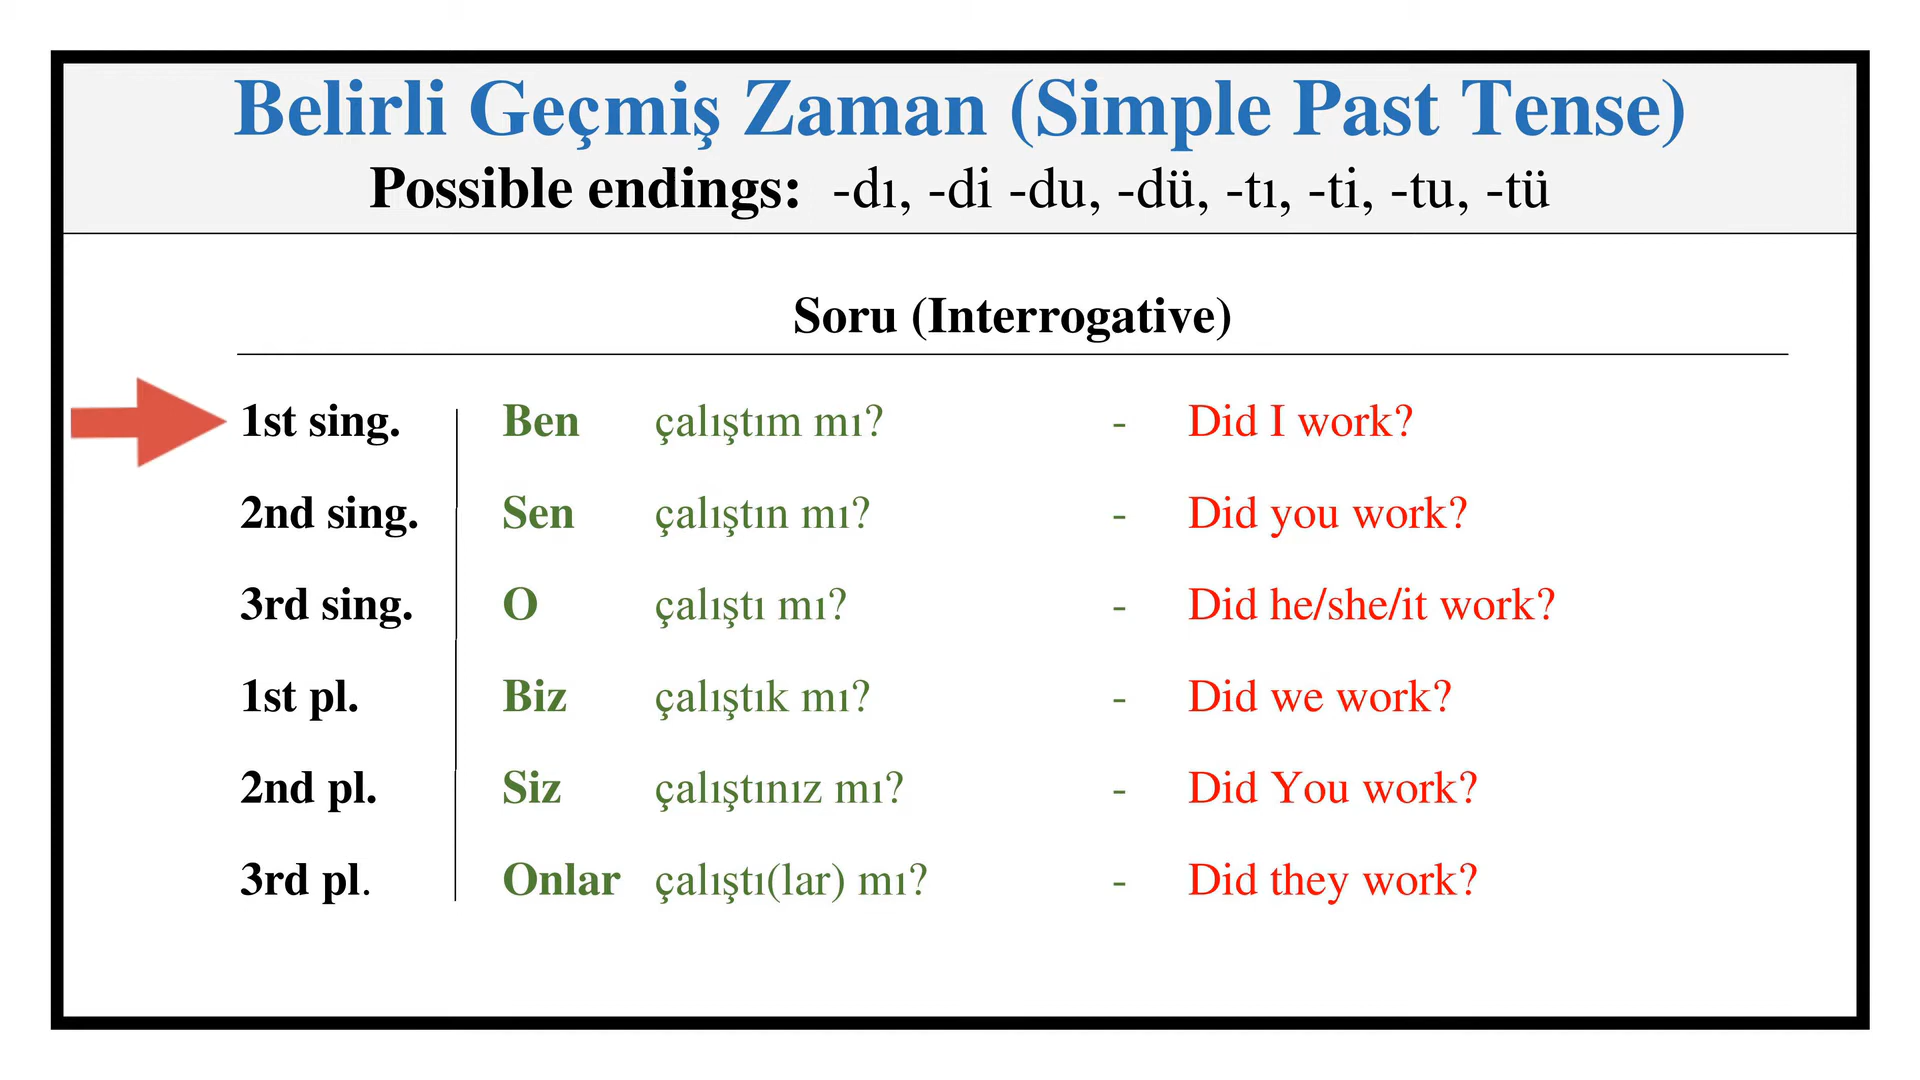 Belirli Geçmiş Zaman (Simple Past Tense)
Possible endings: -dı, -di -du, -dü, -tı, -ti, -tu, -tü
Soru (Interrogative)
1st sing. Ben çalıştım mı? - Did I work?
2nd sing. Sen çalıştın mı? - Did you work?
3rd sing. O çalıştı mı? - Did he/she/it work?
1st pl. Biz çalıştık mı? - Did we work?
2nd pl. Siz çalıştınız mı? - Did You work?
3rd pl. Onlar çalıştı(lar) mı? - Did they work?